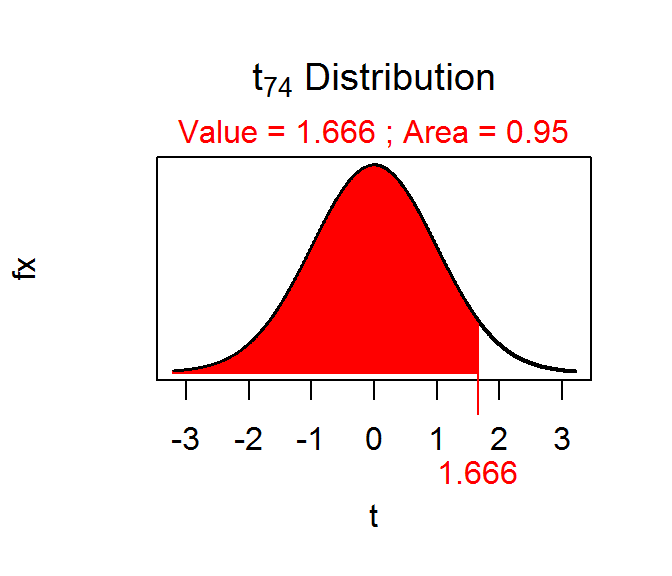 t74 Distribution
Value = 1.666 ; Area = 0.95
fx
-3 -2 -1 0 1 2 3
1.666
t